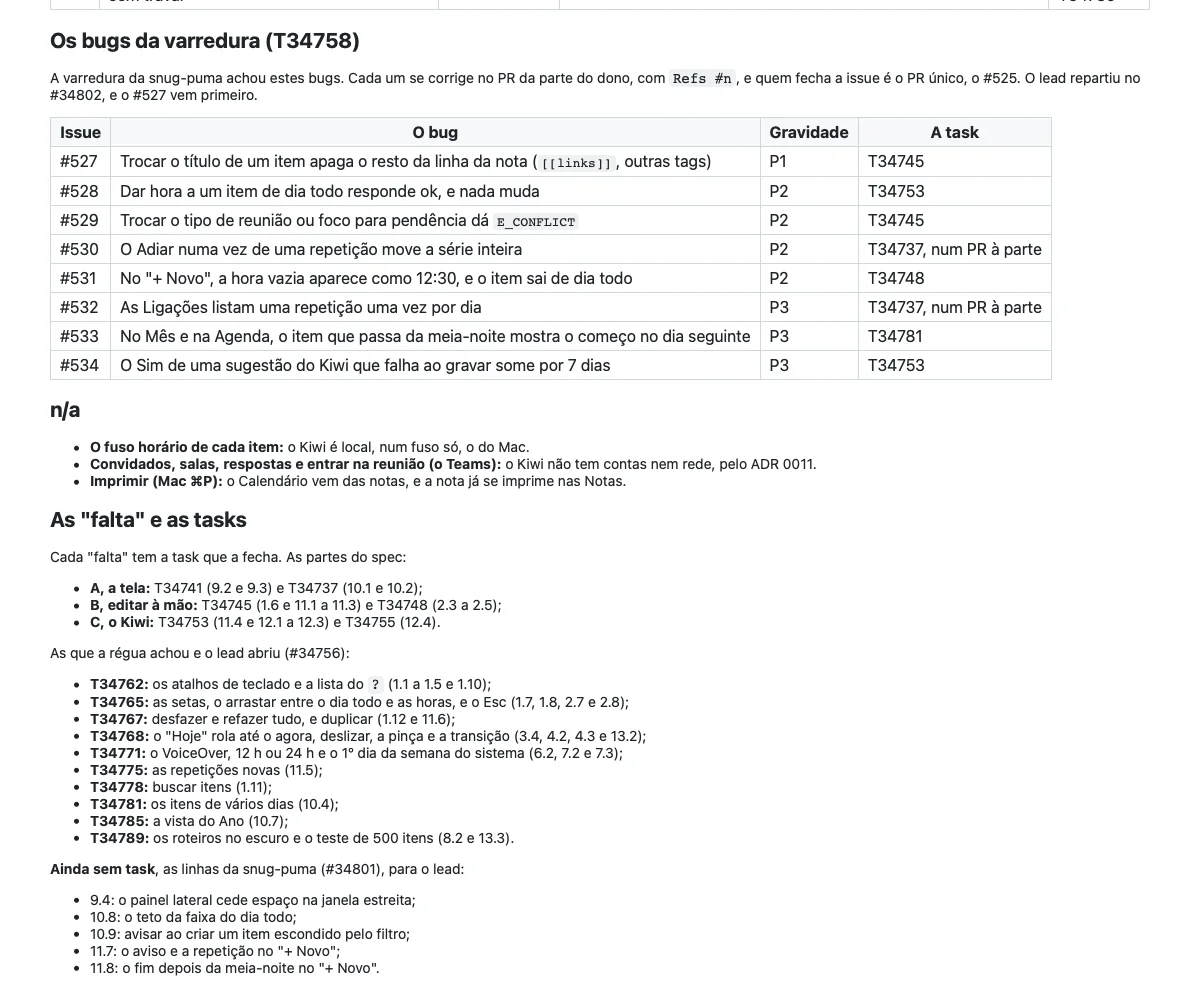 Os bugs da varredura (T34758)
A varredura da snug-puma achou estes bugs. Cada um se corrige no PR da parte do dono, com Refs #n, e quem fecha a issue é o PR único, o #525. O lead repartiu no
#34802, e o #527 vem primeiro.
Issue O bug Gravidade A task
#527 Trocar o título de um item apaga o resto da linha da nota ([[links]], outras tags) P1 T34745
#528 Dar hora a um item de dia todo responde ok, e nada muda P2 T34753
#529 Trocar o tipo de reunião ou foco para pendência dá E_CONFLICT P2 T34745
#530 O Adiar numa vez de uma repetição move a série inteira P2 T34737, num PR à parte
#531 No "+ Novo", a hora vazia aparece como 12:30, e o item sai de dia todo P2 T34748
#532 As Ligações listam uma repetição uma vez por dia P3 T34737, num PR à parte
#533 No Mês e na Agenda, o item que passa da meia-noite mostra o começo no dia seguinte P3 T34781
#534 O Sim de uma sugestão do Kiwi que falha ao gravar some por 7 dias P3 T34753
n/a
• O fuso horário de cada item: o Kiwi é local, num fuso só, o do Mac.
• Convidados, salas, respostas e entrar na reunião (o Teams): o Kiwi não tem contas nem rede, pelo ADR 0011.
• Imprimir (Mac ⌘P): o Calendário vem das notas, e a nota já se imprime nas Notas.
As "falta" e as tasks
Cada "falta" tem a task que a fecha. As partes do spec:
• A, a tela: T34741 (9.2 e 9.3) e T34737 (10.1 e 10.2);
• B, editar à mão: T34745 (1.6 e 11.1 a 11.3) e T34748 (2.3 a 2.5);
• C, o Kiwi: T34753 (11.4 e 12.1 a 12.3) e T34755 (12.4).
As que a régua achou e o lead abriu (#34756):
• T34762: os atalhos de teclado e a lista do ? (1.1 a 1.5 e 1.10);
• T34765: as setas, o arrastar entre o dia todo e as horas, e o Esc (1.7, 1.8, 2.7 e 2.8);
• T34767: desfazer e refazer tudo, e duplicar (1.12 e 11.6);
• T34768: o "Hoje" rola até o agora, deslizar, a pinça e a transição (3.4, 4.2, 4.3 e 13.2);
• T34771: o VoiceOver, 12 h ou 24 h e o 1° dia da semana do sistema (6.2, 7.2 e 7.3);
• T34775: as repetições novas (11.5);
• T34778: buscar itens (1.11);
• T34781: os itens de vários dias (10.4);
• T34785: a vista do Ano (10.7);
• T34789: os roteiros no escuro e o teste de 500 itens (8.2 e 13.3).
Ainda sem task, as linhas da snug-puma (#34801), para o lead:
• 9.4: o painel lateral cede espaço na janela estreita;
• 10.8: o teto da faixa do dia todo;
• 10.9: avisar ao criar um item escondido pelo filtro;
• 11.7: o aviso e a repetição no "+ Novo";
• 11.8: o fim depois da meia-noite no "+ Novo".